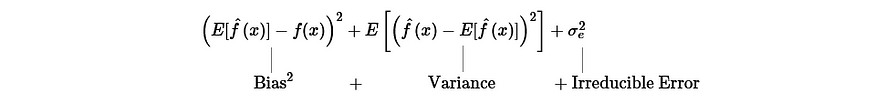 (E[f̂(x)] − f(x))² + E[(f̂(x) − E[f̂(x)])²] + σₑ²
Bias² + Variance + Irreducible Error